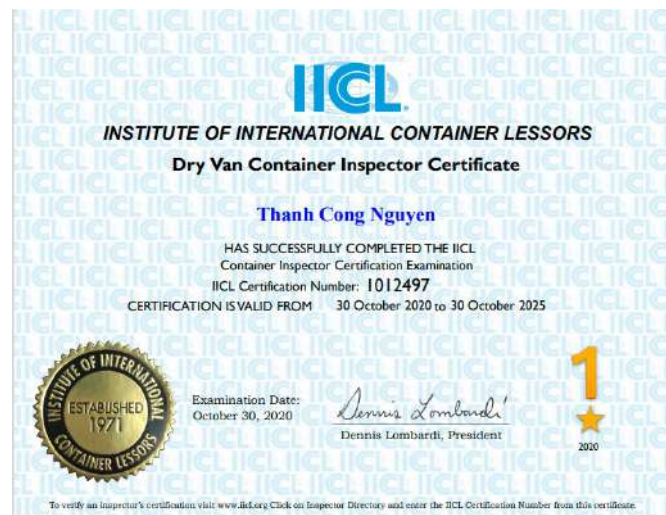 IICL
INSTITUTE OF INTERNATIONAL CONTAINER LESSORS
Dry Van Container Inspector Certificate
Thanh Cong Nguyen
HAS SUCCESSFULLY COMPLETED THE IICL
Container Inspector Certification Examination
IICL Certification Number: 1012497
CERTIFICATION IS VALID FROM 30 October 2020 to 30 October 2025
INSTITUTE OF INTERNATIONAL
CONTAINER LESSORS
ESTABLISHED
1971
Examination Date:
October 30, 2020
Dennis Lombardi
Dennis Lombardi, President
1
2020
To verify an inspector's certification visit www.iicl.org Click on Inspector Directory and enter the IICL Certification Number from this certificate.